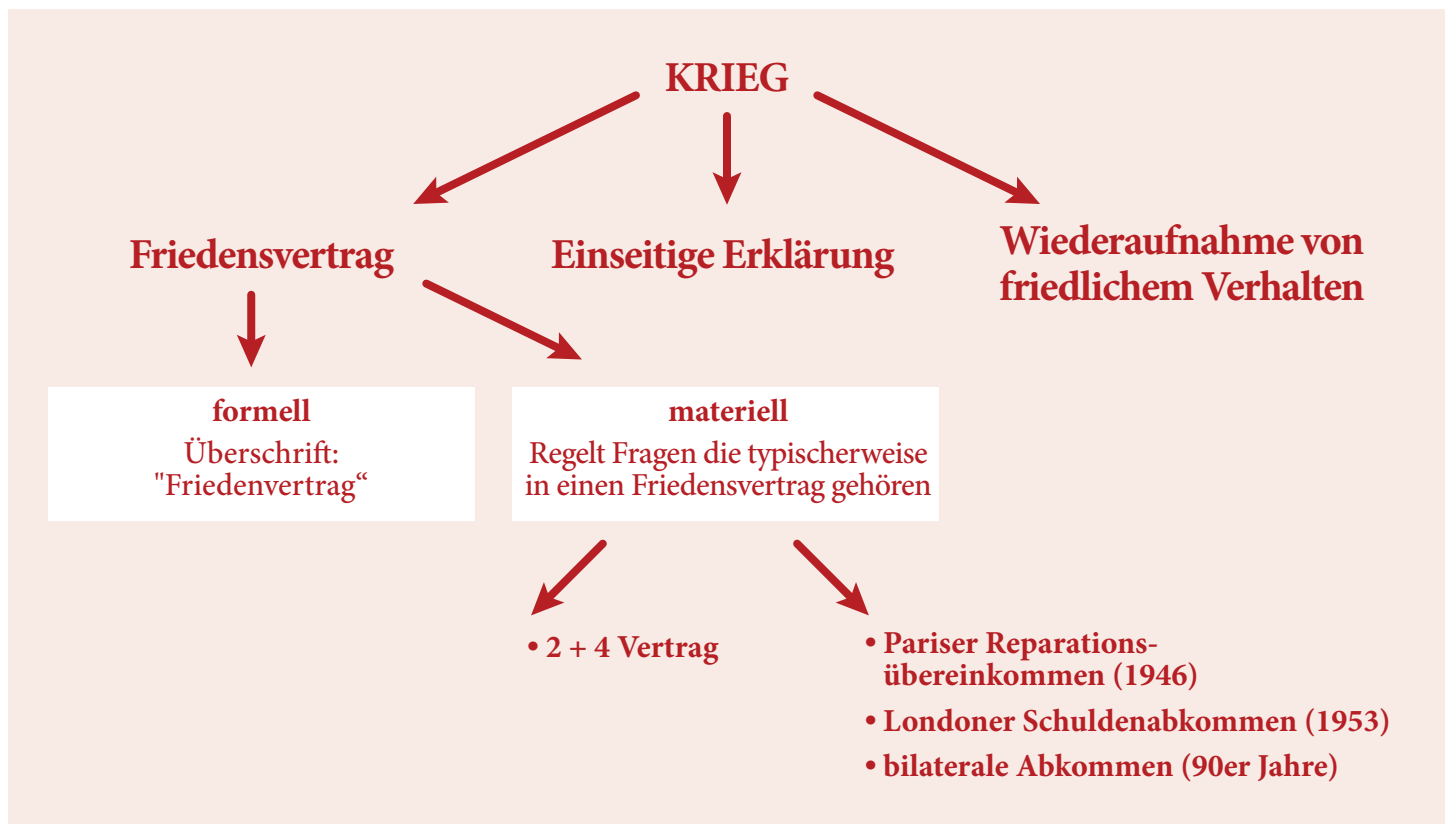 KRIEG
Friedensvertrag
Einseitige Erklärung
Wiederaufnahme von
friedlichem Verhalten
formell
Überschrift:
"Friedenvertrag“
materiell
Regelt Fragen die typischerweise
in einen Friedensvertrag gehören
• 2 + 4 Vertrag
• Pariser Reparations-
übereinkommen (1946)
• Londoner Schuldenabkommen (1953)
• bilaterale Abkommen (90er Jahre)